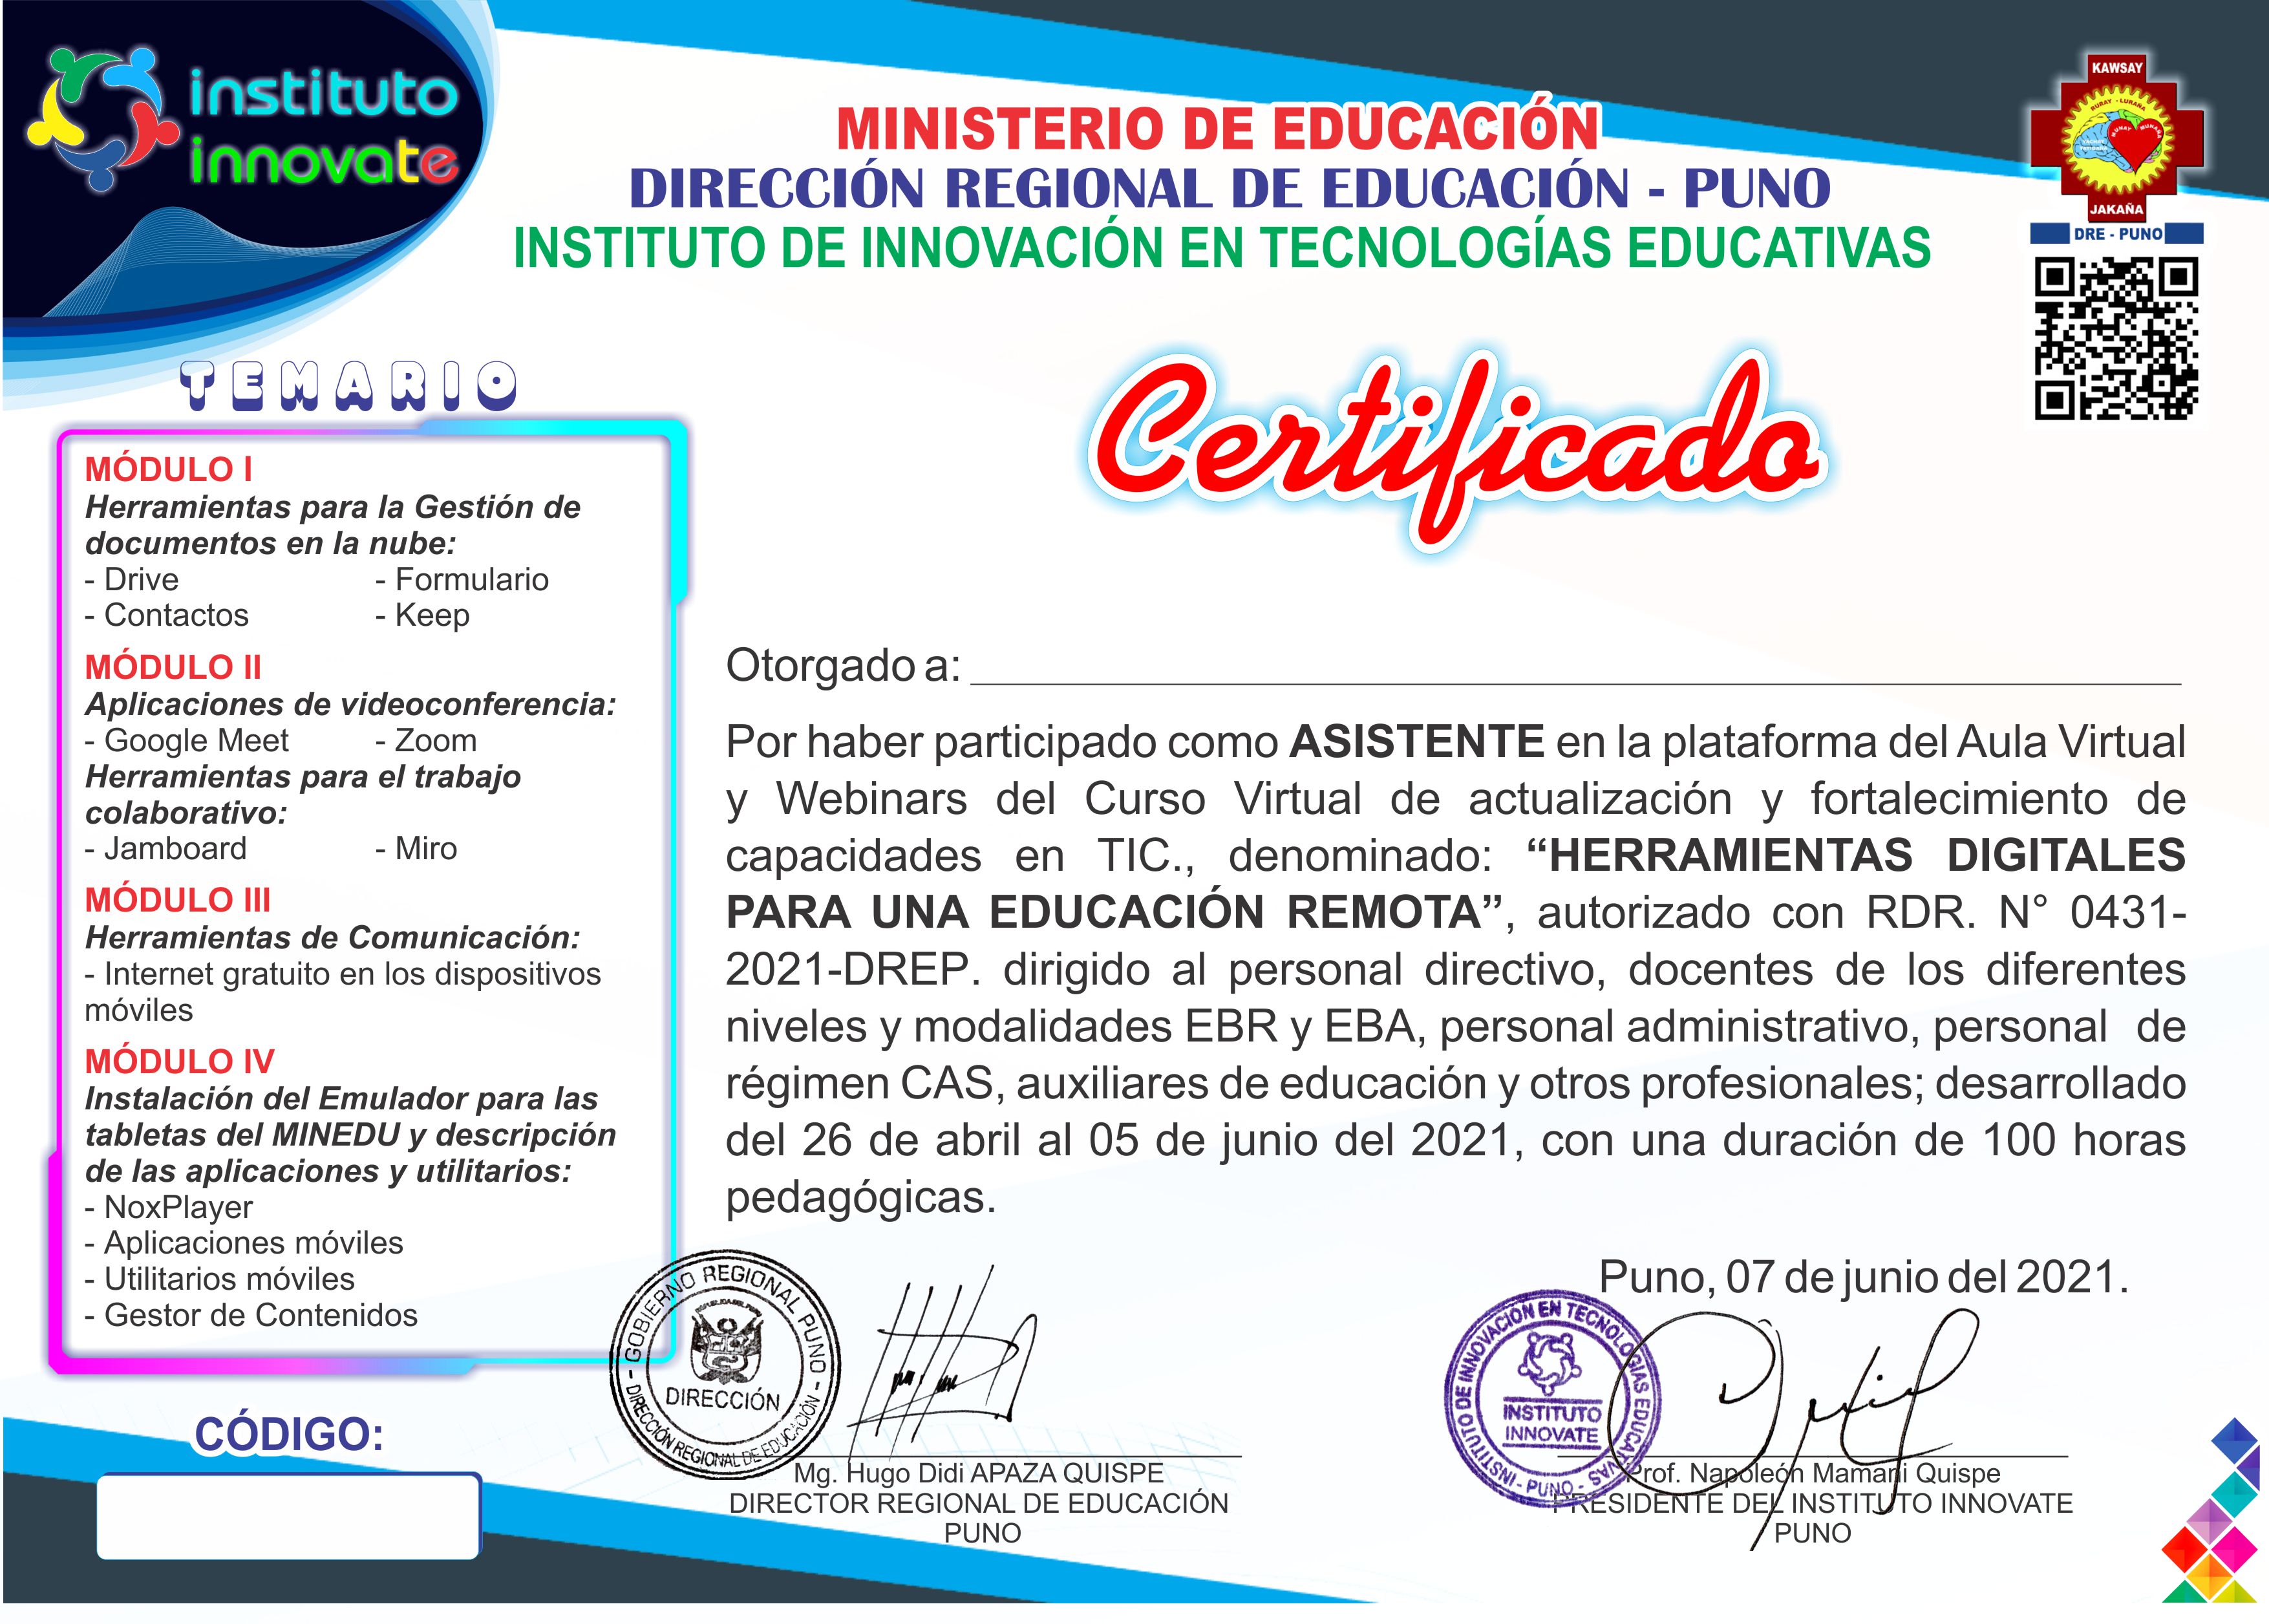 instituto
innovate
MINISTERIO DE EDUCACIÓN
DIRECCIÓN REGIONAL DE EDUCACIÓN - PUNO
INSTITUTO DE INNOVACIÓN EN TECNOLOGÍAS EDUCATIVAS
KAWSAY
RURAY - LURAÑA
JAKAÑA
DRE - PUNO
Certificado
TEMARIO
MÓDULO I
Herramientas para la Gestión de
documentos en la nube:
- Drive - Formulario
- Contactos - Keep
MÓDULO II
Aplicaciones de videoconferencia:
- Google Meet - Zoom
Herramientas para el trabajo
colaborativo:
- Jamboard - Miro
MÓDULO III
Herramientas de Comunicación:
- Internet gratuito en los dispositivos
móviles
MÓDULO IV
Instalación del Emulador para las
tabletas del MINEDU y descripción
de las aplicaciones y utilitarios:
- NoxPlayer
- Aplicaciones móviles
- Utilitarios móviles
- Gestor de Contenidos
CÓDIGO:
Otorgado a:
Por haber participado como ASISTENTE en la plataforma del Aula Virtual
y Webinars del Curso Virtual de actualización y fortalecimiento de
capacidades en TIC., denominado: “HERRAMIENTAS DIGITALES
PARA UNA EDUCACIÓN REMOTA”, autorizado con RDR. N° 0431-
2021-DREP. dirigido al personal directivo, docentes de los diferentes
niveles y modalidades EBR y EBA, personal administrativo, personal de
régimen CAS, auxiliares de educación y otros profesionales; desarrollado
del 26 de abril al 05 de junio del 2021, con una duración de 100 horas
pedagógicas.
Puno, 07 de junio del 2021.
GOBIERNO REGIONAL PUNO
DIRECCIÓN
- DIRECCIÓN REGIONAL DE EDUCACIÓN -
Mg. Hugo Didi APAZA QUISPE
DIRECTOR REGIONAL DE EDUCACIÓN
PUNO
INSTITUTO DE INNOVACIÓN EN TECNOLOGÍAS EDUCATIVAS
INSTITUTO
INNOVATE
- PUNO -
Prof. Napoleón Mamani Quispe
PRESIDENTE DEL INSTITUTO INNOVATE
PUNO